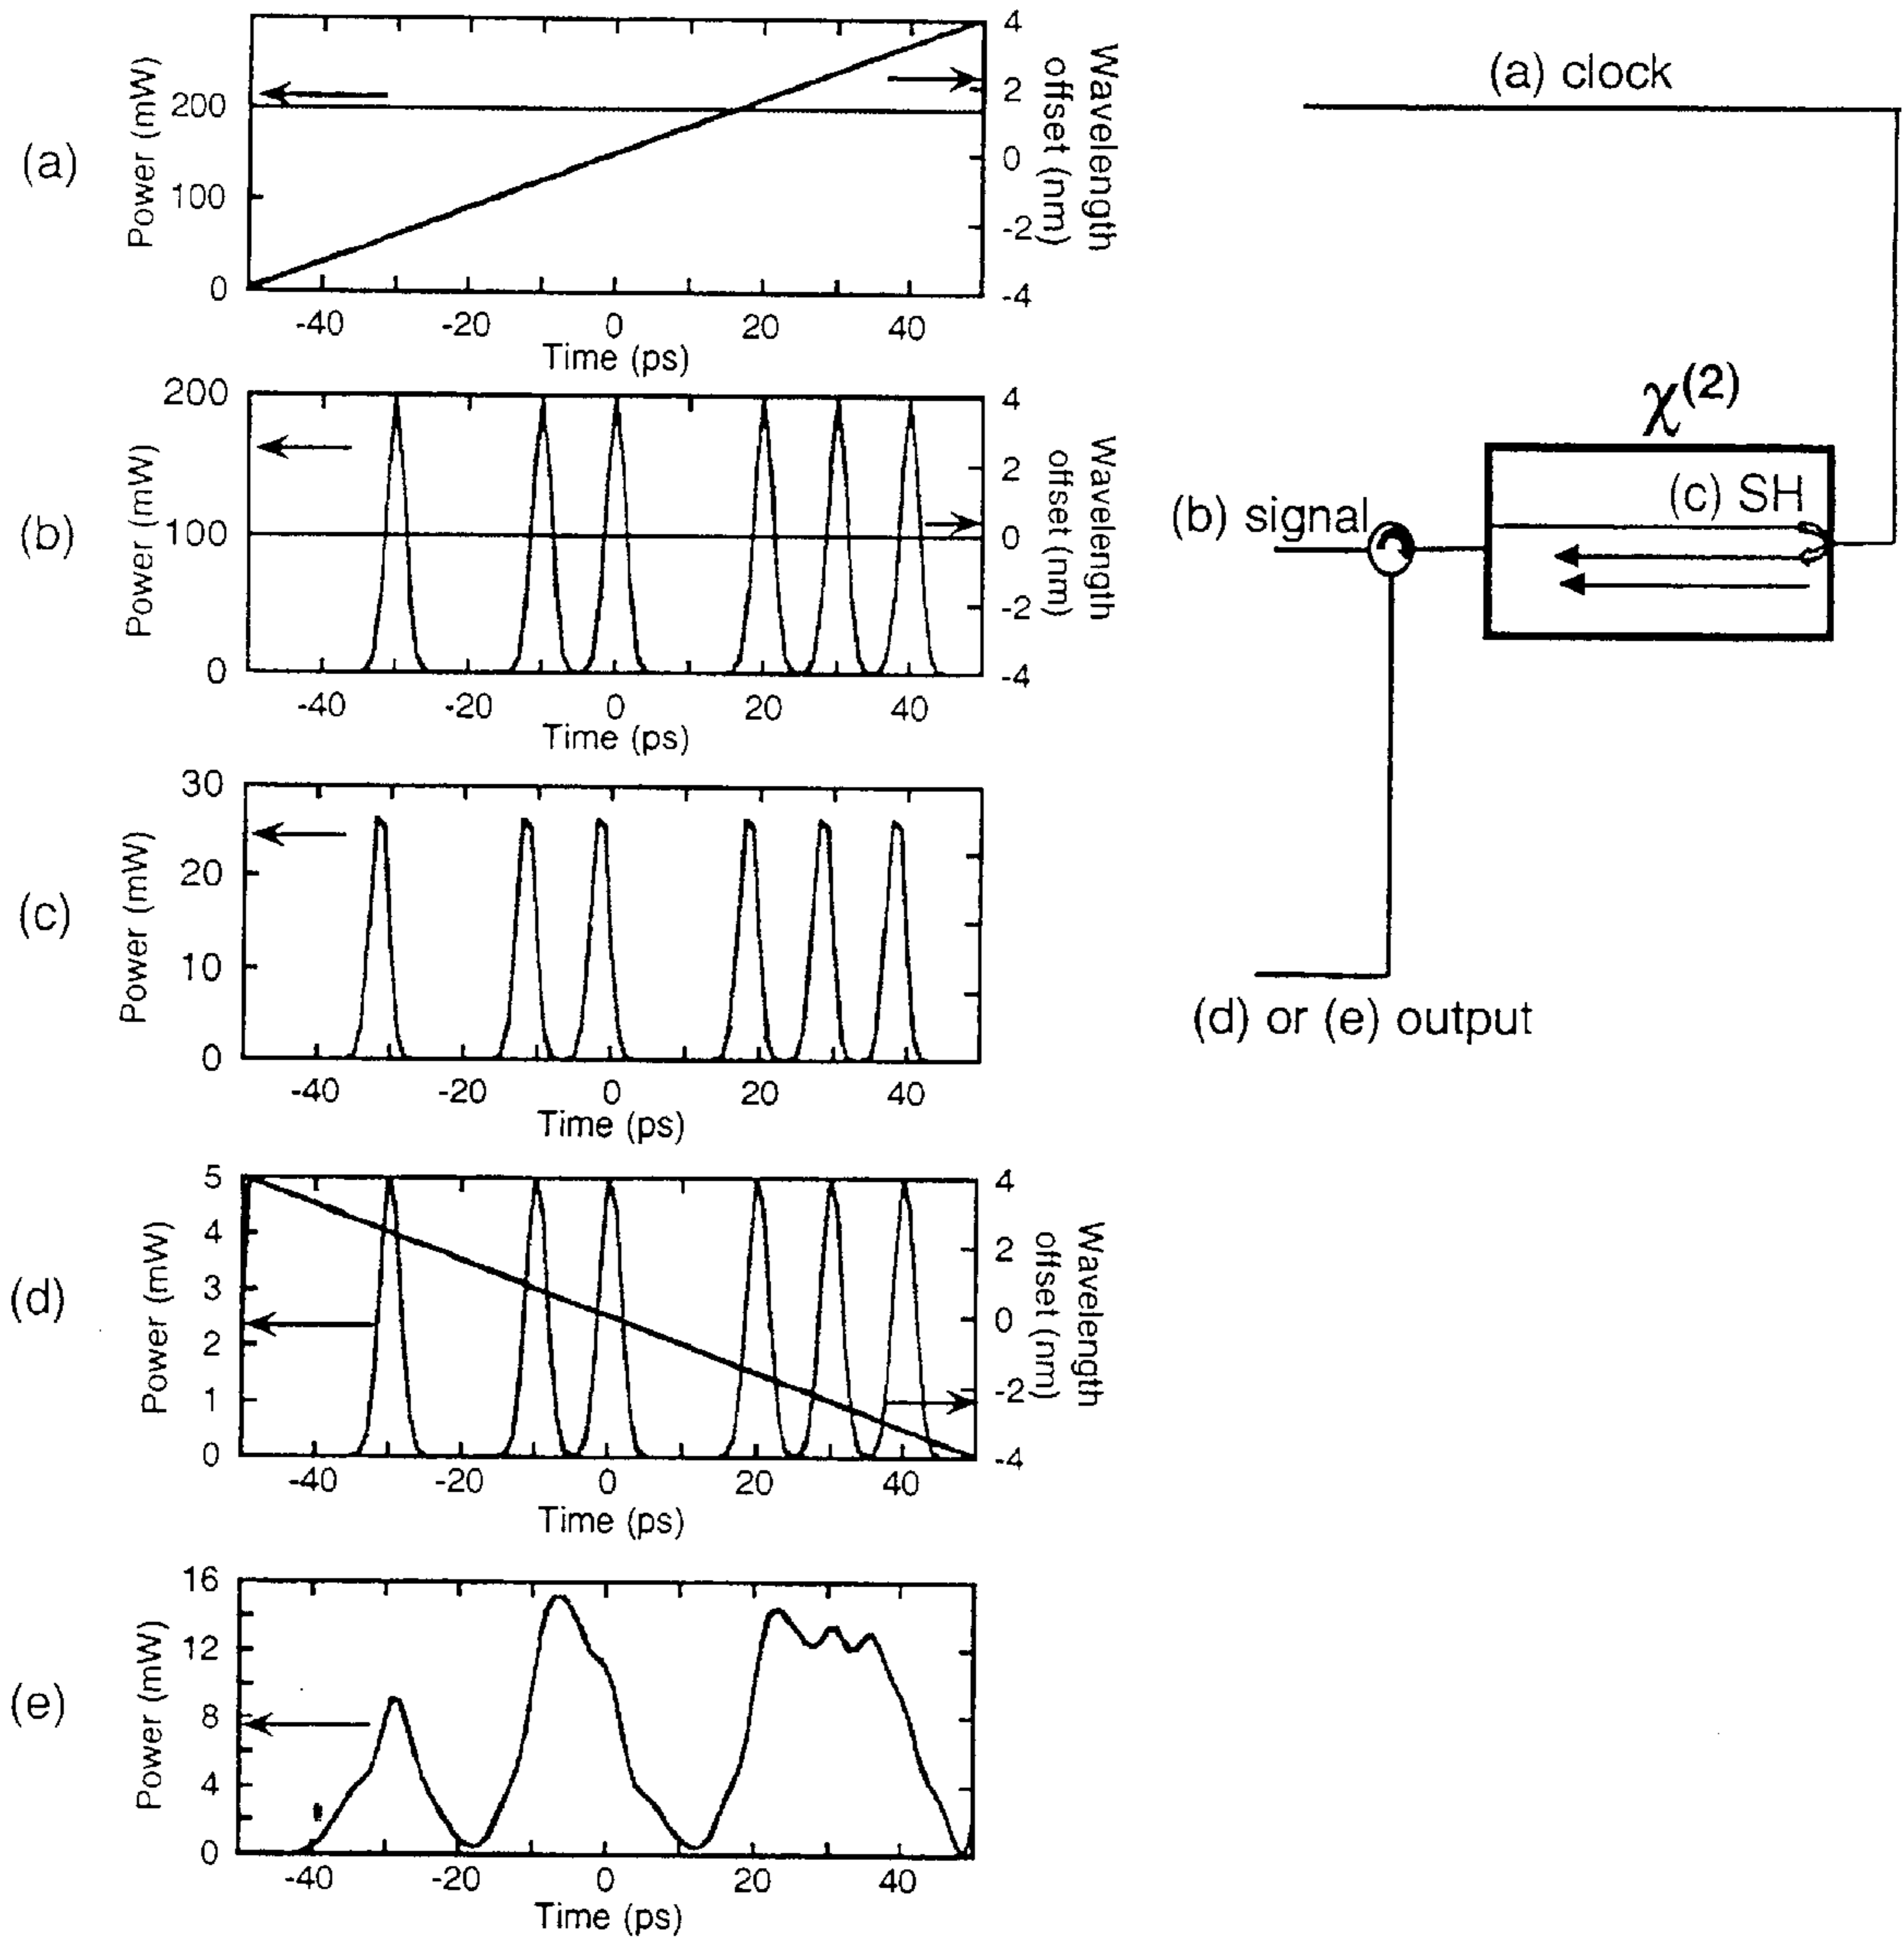 (a)
Power (mW)
200
100
0
4
2
0
-2
-4
Wavelength
offset (nm)
-40 -20 0 20 40
Time (ps)
(b)
Power (mW)
200
100
0
4
2
0
-2
-4
Wavelength
offset (nm)
-40 -20 0 20 40
Time (ps)
(c)
Power (mW)
30
20
10
0
-40 -20 0 20 40
Time (ps)
(d)
Power (mW)
5
4
3
2
1
0
4
2
0
-2
-4
Wavelength
offset (nm)
-40 -20 0 20 40
Time (ps)
(e)
Power (mW)
16
12
8
4
0
-40 -20 0 20 40
Time (ps)
(a) clock
χ(2)
(c) SH
(b) signal
(d) or (e) output